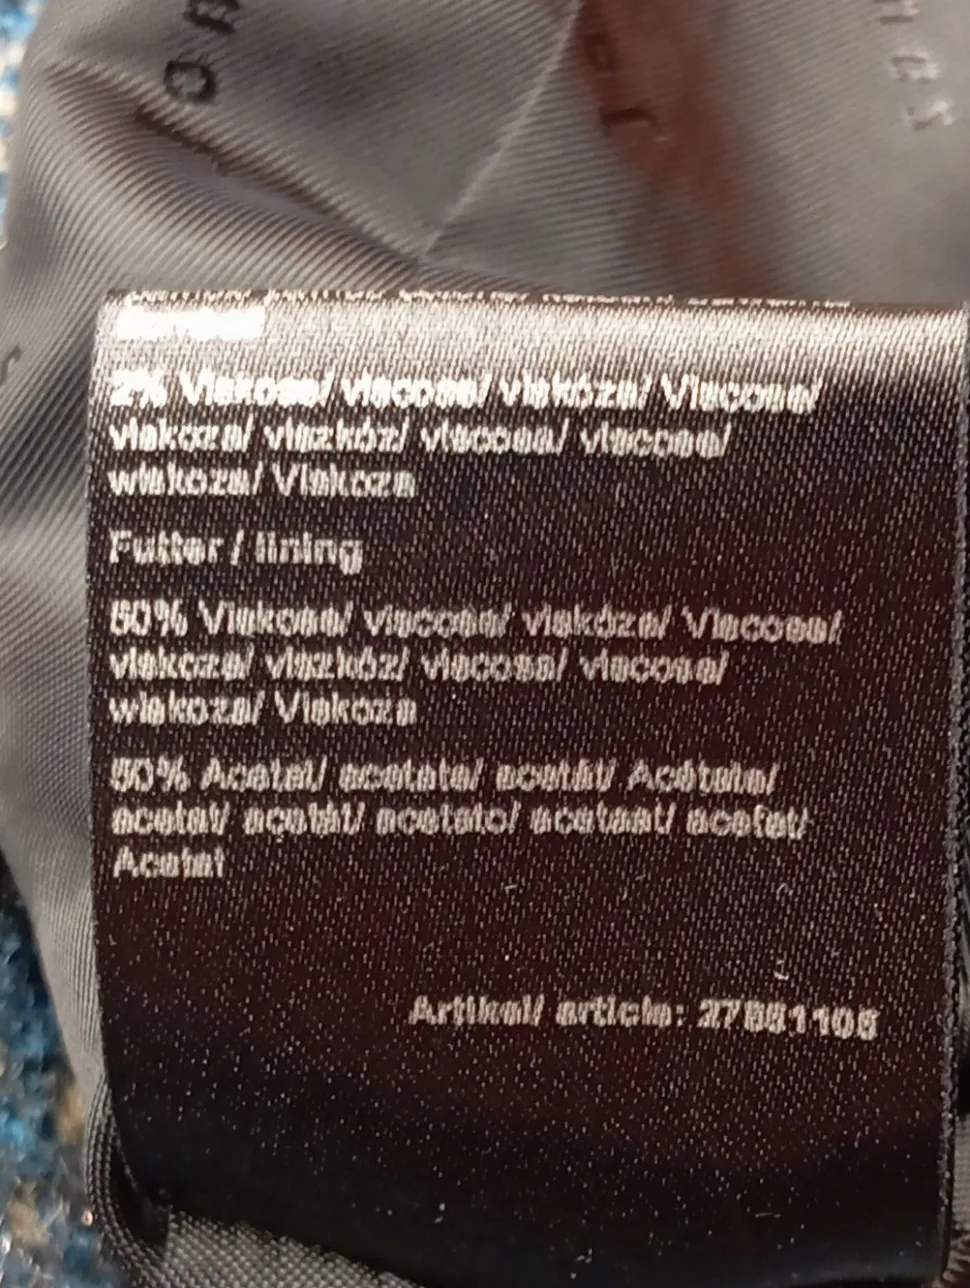 2% Viskose/ viscose/ viskóza/ Viscose/
viskoza/ viszkóz/ viscosa/ viscose/
wiskoza/ Viskoza
Futter / lining
50% Viskose/ viscose/ viskóza/ Viscose/
viskoza/ viszkóz/ viscosa/ viscose/
wiskoza/ Viskoza
50% Acetat/ acetate/ acetát/ Acétate/
acetat/ acetát/ acetato/ acetaat/ acetat/
Acetat
Artikel/ article: